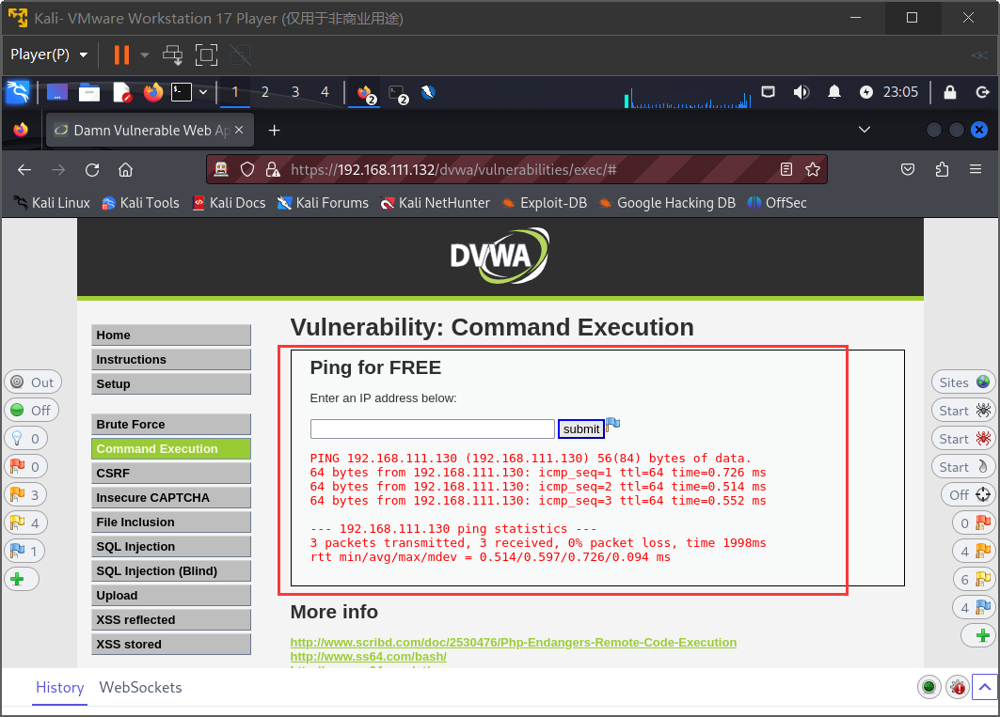 Kali- VMware Workstation 17 Player (仅用于非商业用途)
Player(P)
1 2 3 4 2 2 23:05
Damn Vulnerable Web Ap
https://192.168.111.132/dvwa/vulnerabilities/exec/#
Kali Linux Kali Tools Kali Docs Kali Forums Kali NetHunter Exploit-DB Google Hacking DB OffSec
DVWA
Home
Instructions
Setup
Brute Force
Command Execution
CSRF
Insecure CAPTCHA
File Inclusion
SQL Injection
SQL Injection (Blind)
Upload
XSS reflected
XSS stored
Out
Off
0
0
3
4
1
Vulnerability: Command Execution
Ping for FREE
Enter an IP address below:
submit
PING 192.168.111.130 (192.168.111.130) 56(84) bytes of data.
64 bytes from 192.168.111.130: icmp_seq=1 ttl=64 time=0.726 ms
64 bytes from 192.168.111.130: icmp_seq=2 ttl=64 time=0.514 ms
64 bytes from 192.168.111.130: icmp_seq=3 ttl=64 time=0.552 ms
--- 192.168.111.130 ping statistics ---
3 packets transmitted, 3 received, 0% packet loss, time 1998ms
rtt min/avg/max/mdev = 0.514/0.597/0.726/0.094 ms
More info
http://www.scribd.com/doc/2530476/Php-Endangers-Remote-Code-Execution
http://www.ss64.com/bash/
Sites
Start
Start
Start
Off
0
4
6
4
History WebSockets